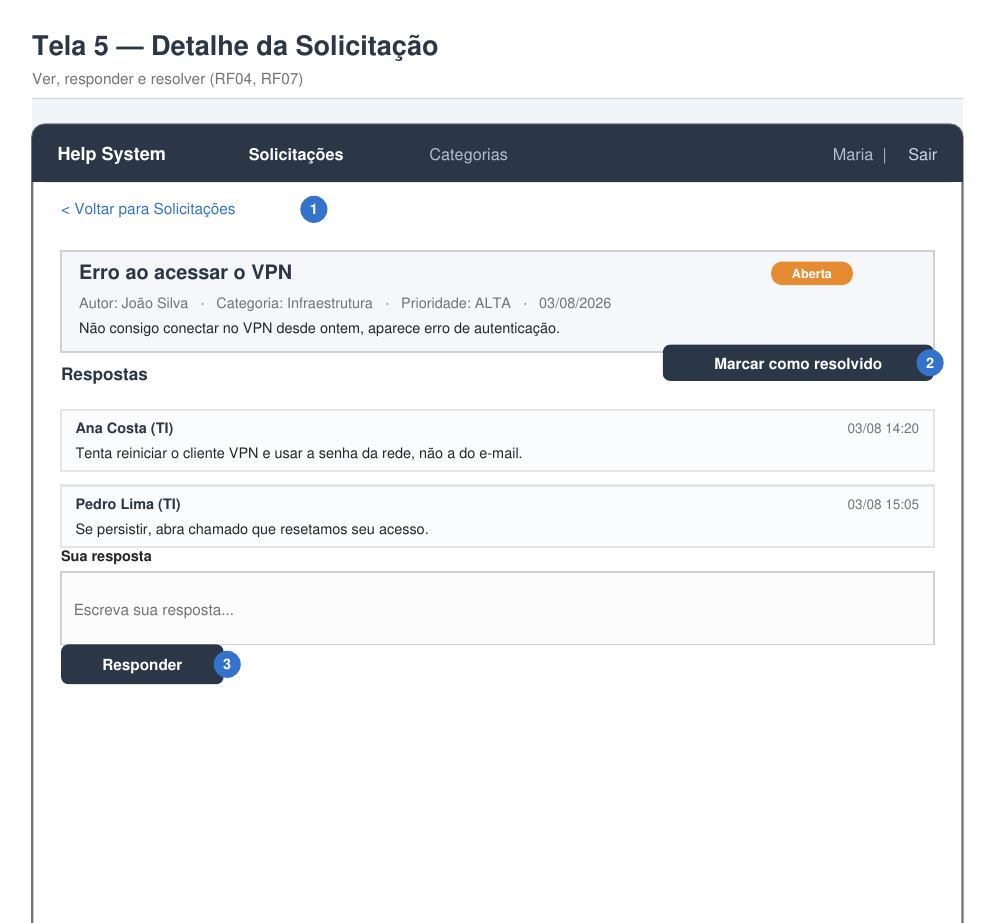 Tela 5 — Detalhe da Solicitação
Ver, responder e resolver (RF04, RF07)
Help System Solicitações Categorias Maria | Sair
< Voltar para Solicitações 1
Erro ao acessar o VPN Aberta
Autor: João Silva · Categoria: Infraestrutura · Prioridade: ALTA · 03/08/2026
Não consigo conectar no VPN desde ontem, aparece erro de autenticação.
Marcar como resolvido 2
Respostas
Ana Costa (TI) 03/08 14:20
Tenta reiniciar o cliente VPN e usar a senha da rede, não a do e-mail.
Pedro Lima (TI) 03/08 15:05
Se persistir, abra chamado que resetamos seu acesso.
Sua resposta
Escreva sua resposta...
Responder 3